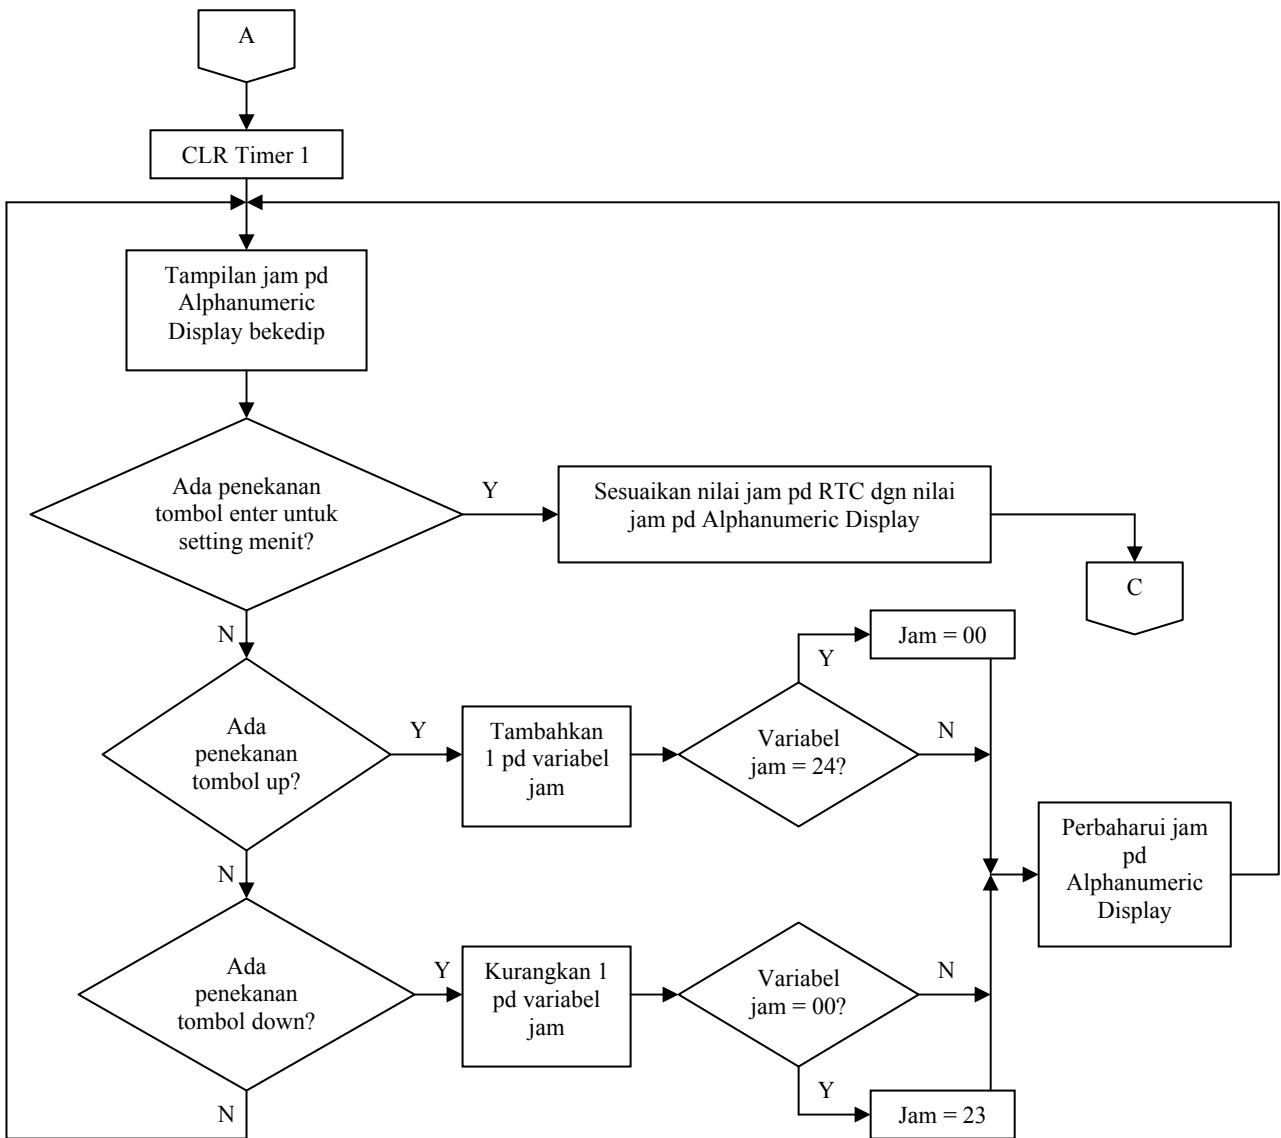 A
CLR Timer 1
Tampilan jam pd
Alphanumeric
Display bekedip
Ada penekanan
tombol enter untuk
setting menit?
Y
Sesuaikan nilai jam pd RTC dgn nilai
jam pd Alphanumeric Display
C
N
Ada
penekanan
tombol up?
Y
Tambahkan
1 pd variabel
jam
Variabel
jam = 24?
Y
Jam = 00
N
Perbaharui jam
pd
Alphanumeric
Display
N
Ada
penekanan
tombol down?
Y
Kurangkan 1
pd variabel
jam
Variabel
jam = 00?
N
Y
Jam = 23
N